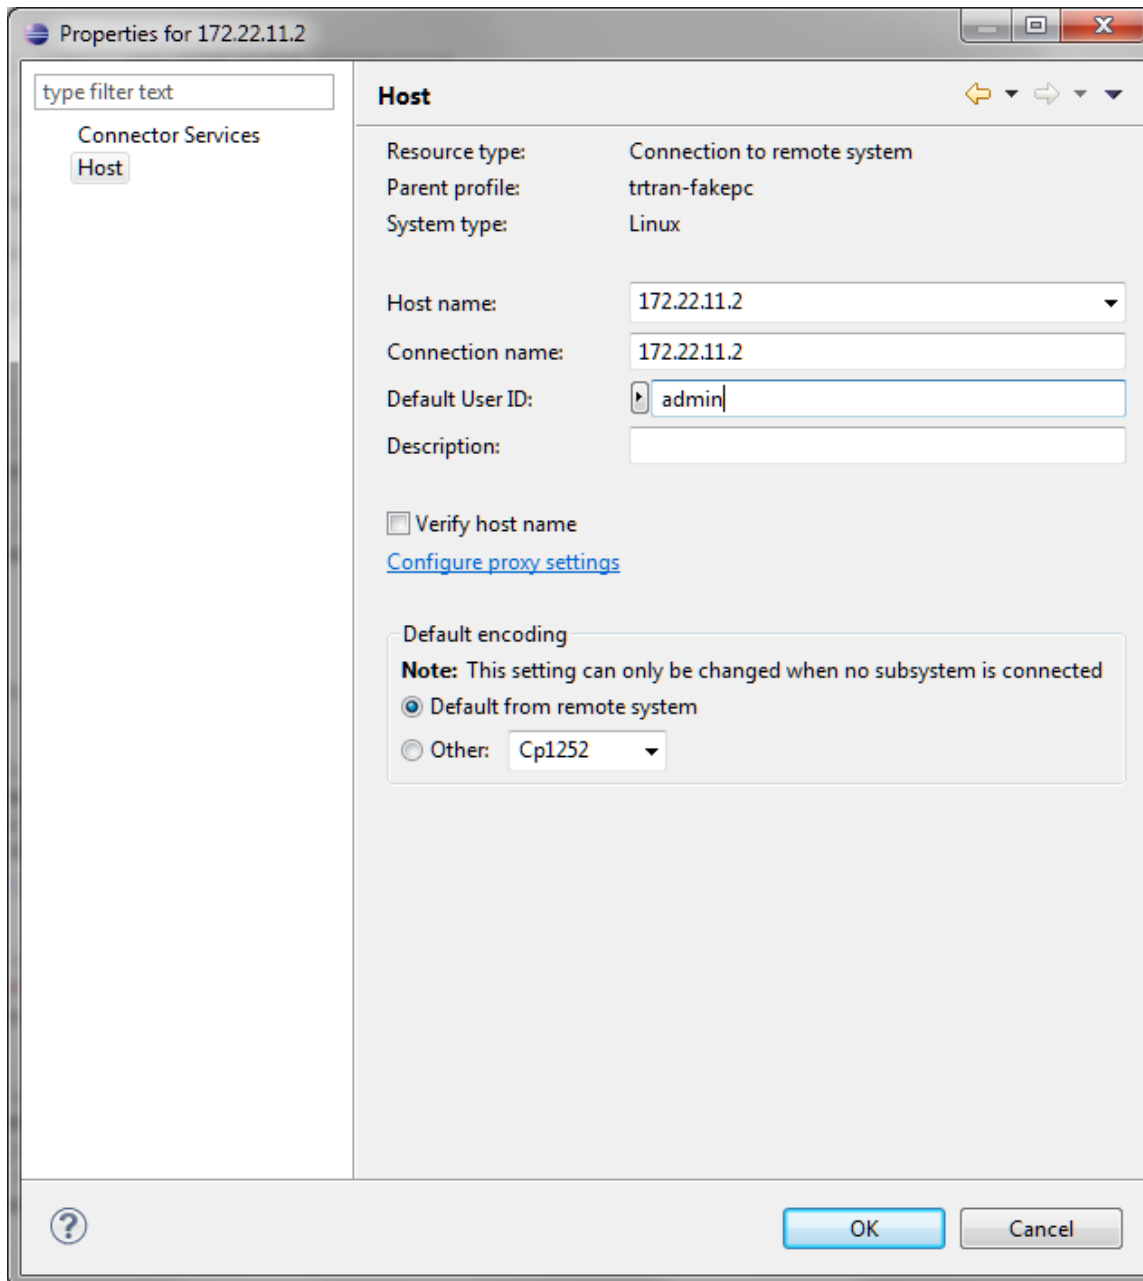 Properties for 172.22.11.2
type filter text
Connector Services
Host
Host
Resource type: Connection to remote system
Parent profile: trtran-fakepc
System type: Linux
Host name: 172.22.11.2
Connection name: 172.22.11.2
Default User ID: admin
Description:
Verify host name
Configure proxy settings
Default encoding
Note: This setting can only be changed when no subsystem is connected
Default from remote system
Other: Cp1252
OK Cancel